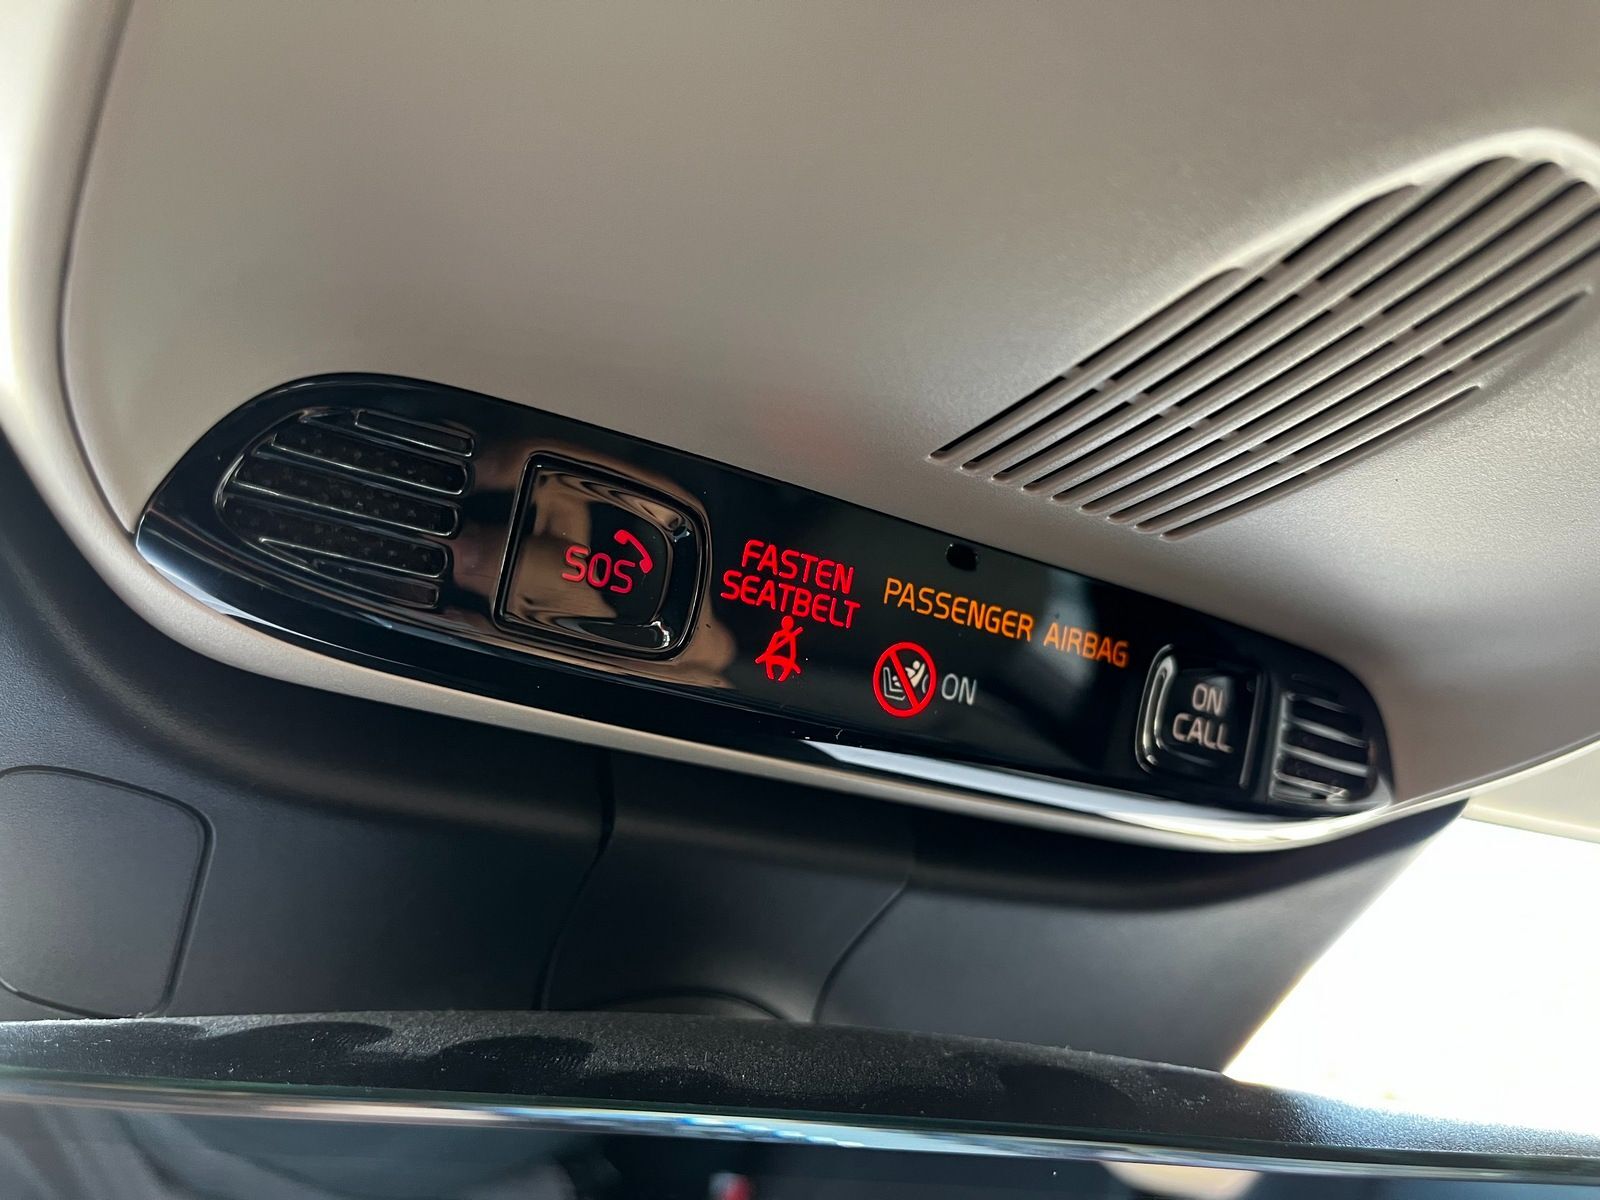 SOS
FASTEN
SEATBELT
PASSENGER AIRBAG
ON
ON
CALL